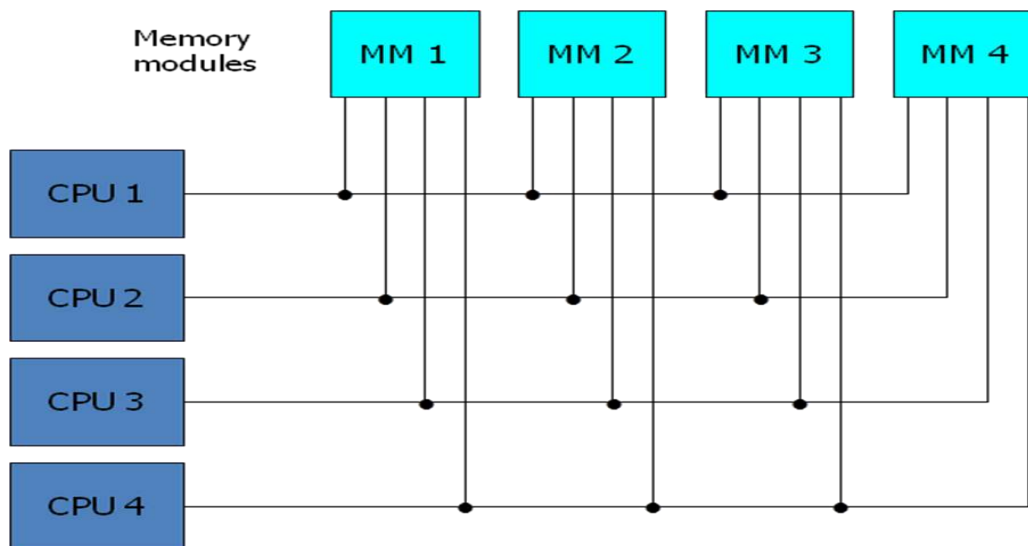 Memory
modules
MM 1
MM 2
MM 3
MM 4
CPU 1
CPU 2
CPU 3
CPU 4